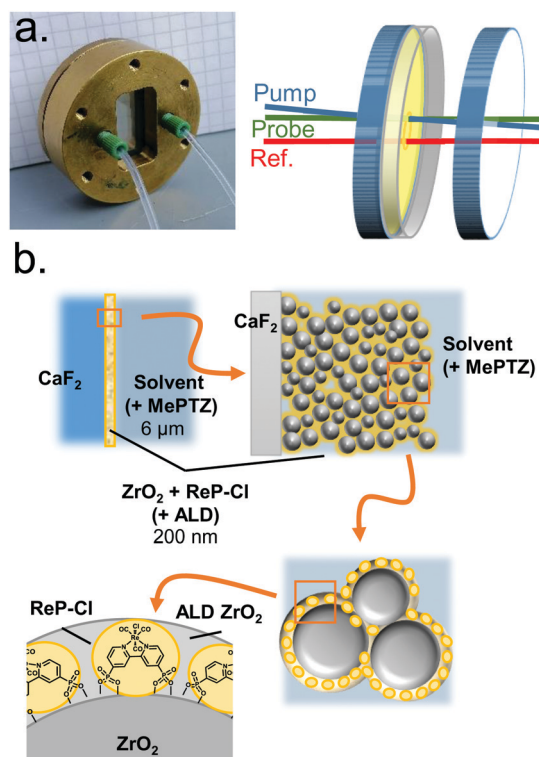 a.
Pump
Probe
Ref.
b.
CaF₂
Solvent
(+ MePTZ)
6 μm
CaF₂
Solvent
(+ MePTZ)
ZrO₂ + ReP-Cl
(+ ALD)
200 nm
ReP-Cl
ALD ZrO₂
ZrO₂